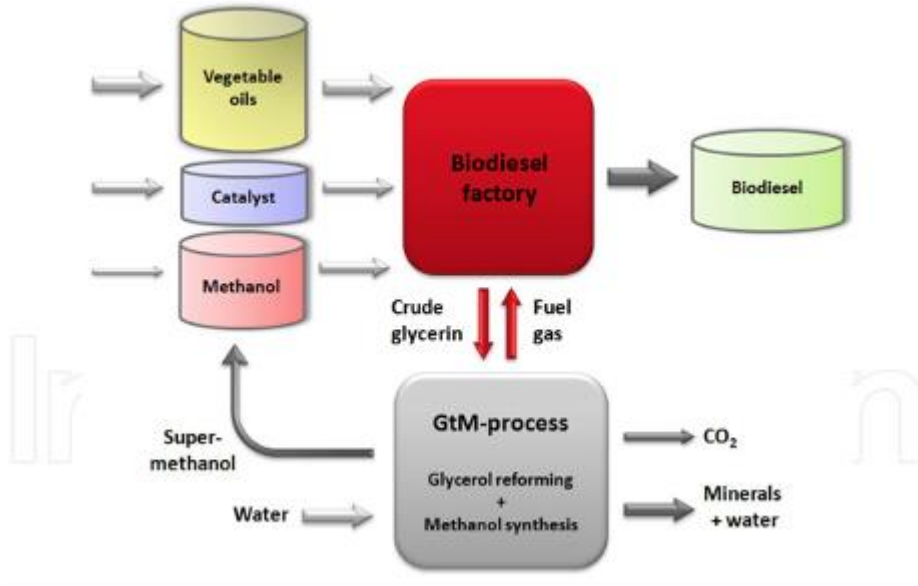 Vegetable
oils
Catalyst
Methanol
Biodiesel
factory
Biodiesel
Crude
glycerin
Fuel
gas
GtM-process
Glycerol reforming
+
Methanol synthesis
Super-
methanol
Water
CO₂
Minerals
+ water